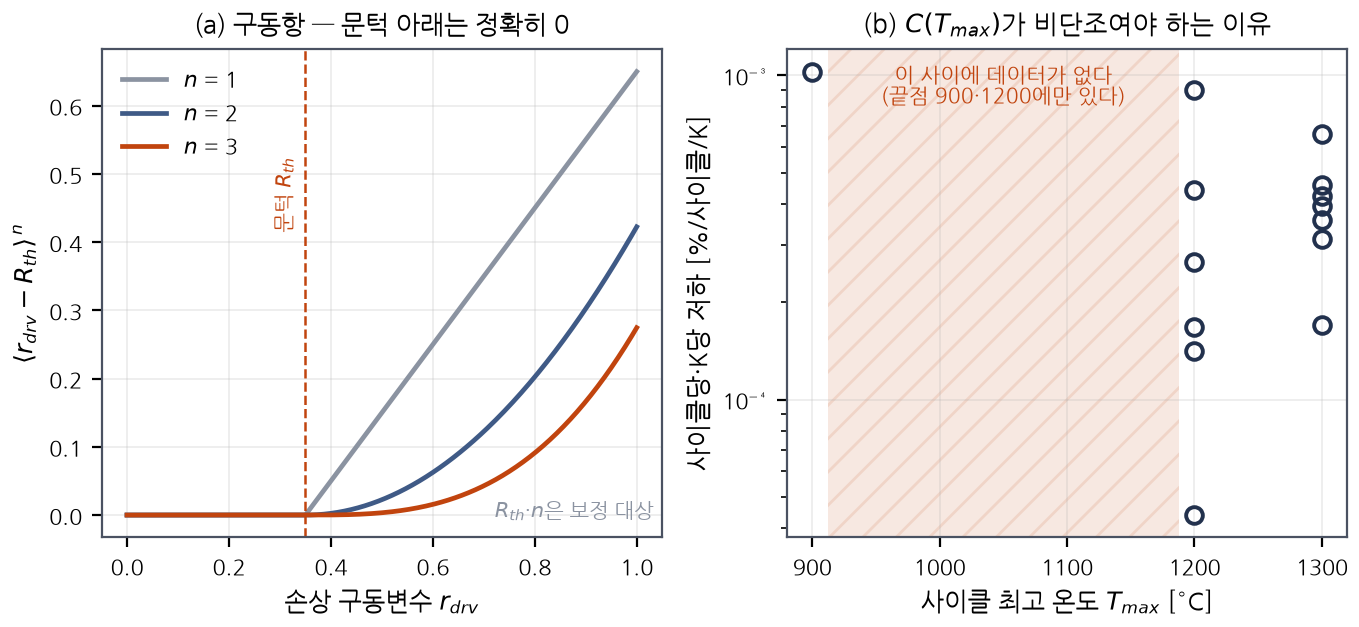 (a) 구동항 — 문턱 아래는 정확히 0
n = 1
n = 2
n = 3
문턱 R_th
R_th·n은 보정 대상
⟨r_drv − R_th⟩ⁿ
0.6
0.5
0.4
0.3
0.2
0.1
0.0
0.0 0.2 0.4 0.6 0.8 1.0
손상 구동변수 r_drv
(b) C(T_max)가 비단조여야 하는 이유
이 사이에 데이터가 없다
(끝점 900·1200에만 있다)
사이클당·K당 저하 [%/사이클/K]
10⁻³
10⁻⁴
900 1000 1100 1200 1300
사이클 최고 온도 T_max [°C]